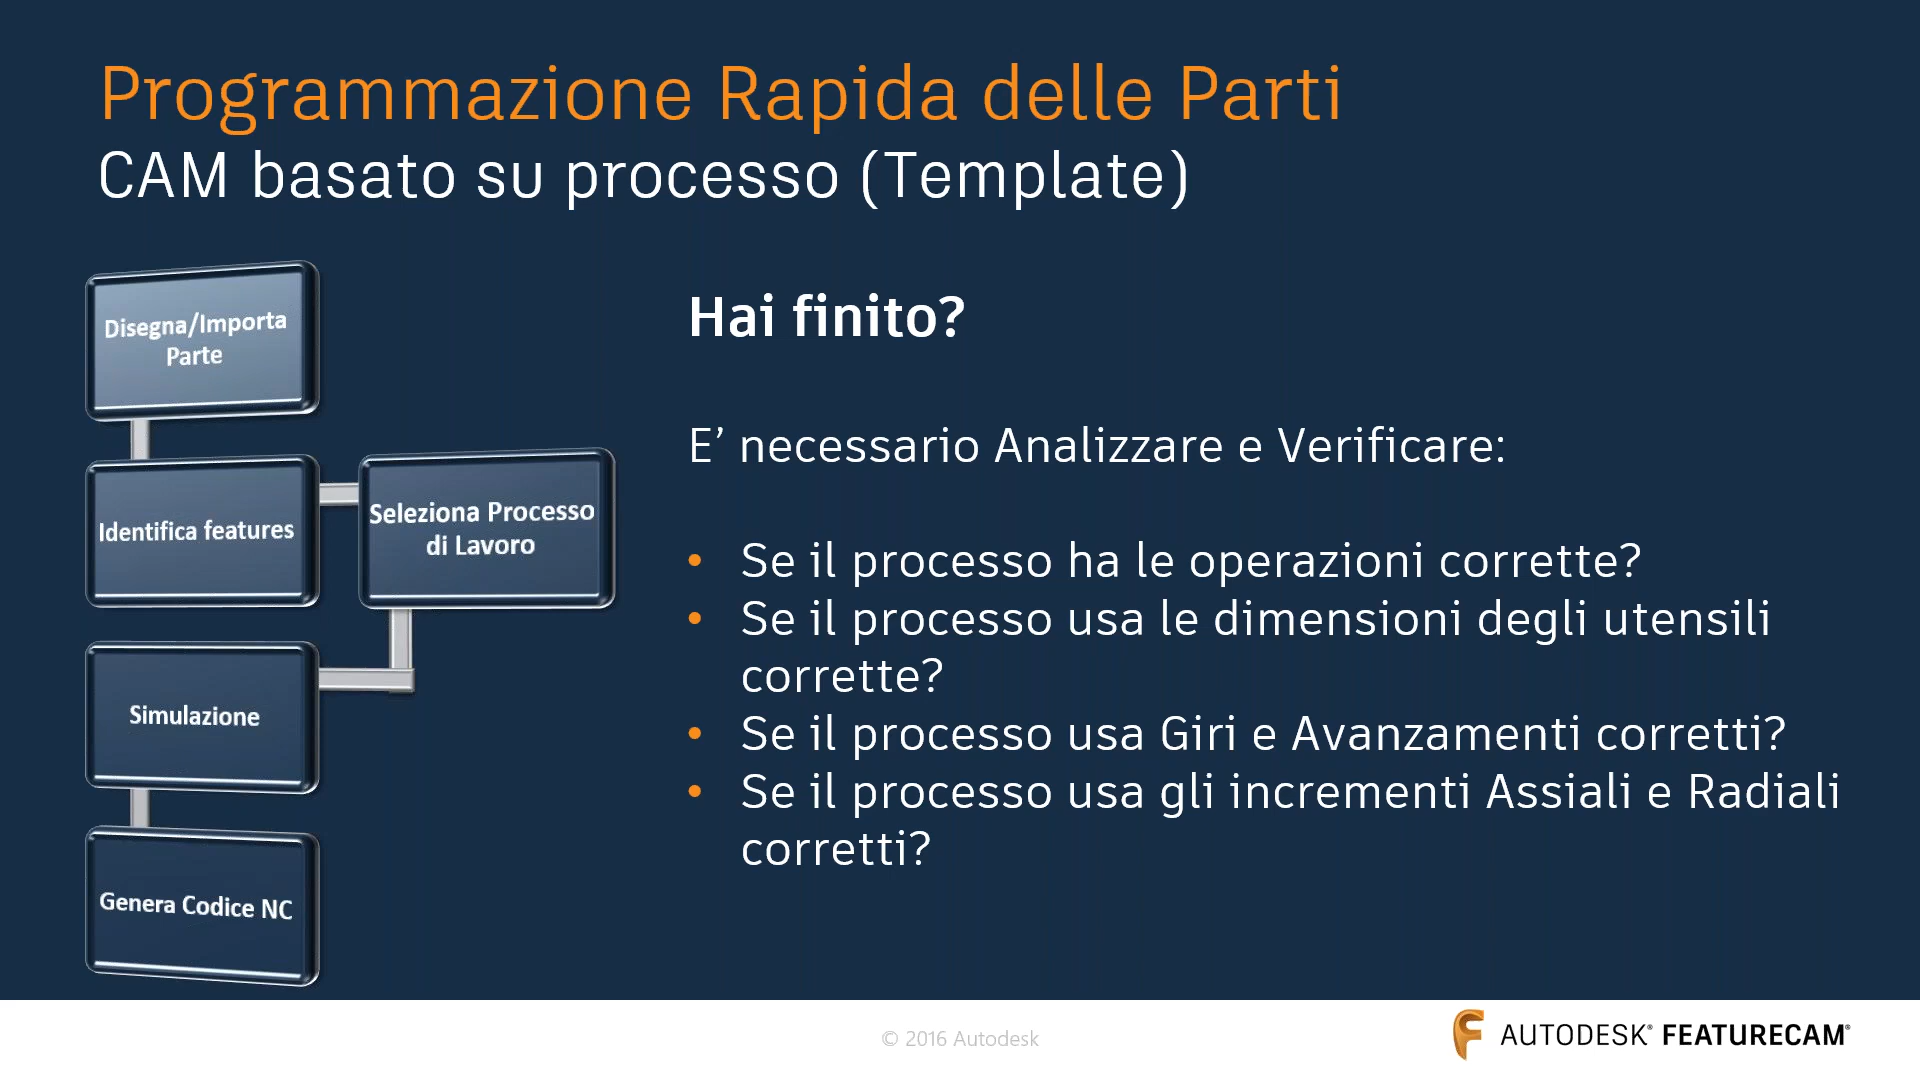 Programmazione Rapida delle Parti
CAM basato su processo (Template)
Disegna/Importa
Parte
Identifica features
Seleziona Processo
di Lavoro
Simulazione
Genera Codice NC
Hai finito?
E’ necessario Analizzare e Verificare:
• Se il processo ha le operazioni corrette?
• Se il processo usa le dimensioni degli utensili
corrette?
• Se il processo usa Giri e Avanzamenti corretti?
• Se il processo usa gli incrementi Assiali e Radiali
corretti?
© 2016 Autodesk
AUTODESK® FEATURECAM®